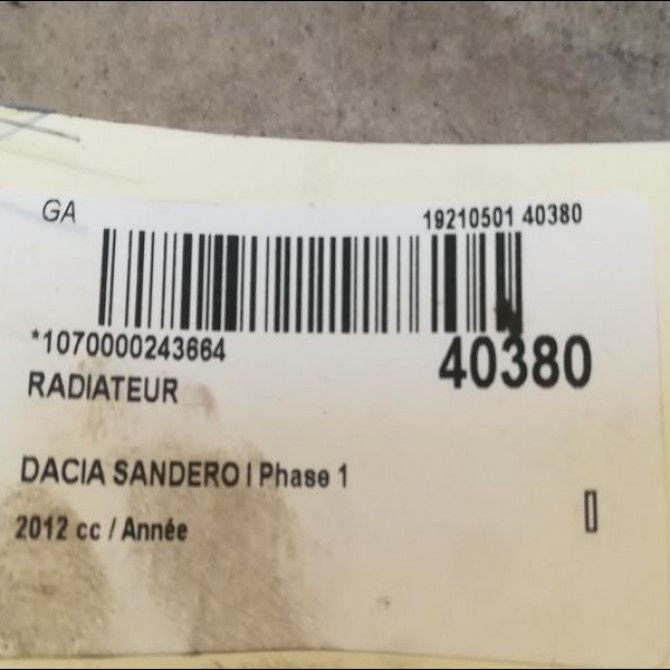 GA
19210501 40380
*1070000243664
40380
RADIATEUR
DACIA SANDERO I Phase 1
2012 cc / Année